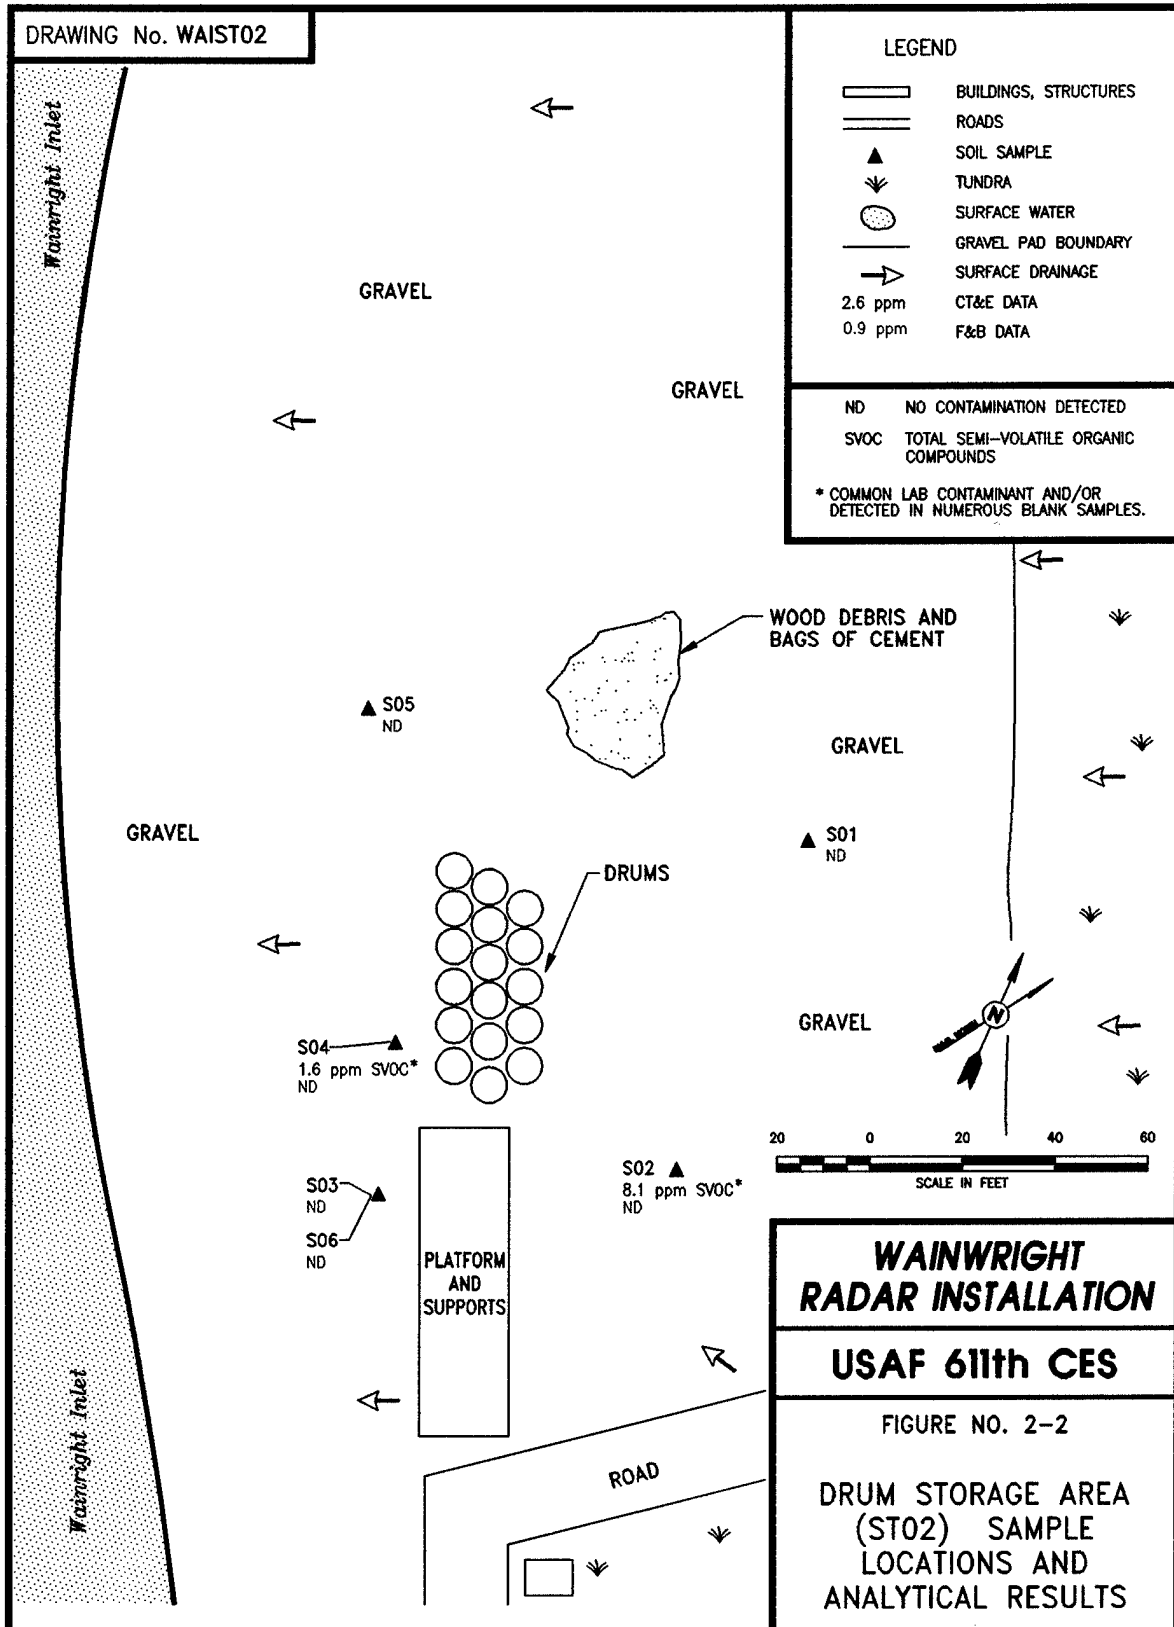 DRAWING No. WAIST02
LEGEND
BUILDINGS, STRUCTURES
ROADS
SOIL SAMPLE
TUNDRA
SURFACE WATER
GRAVEL PAD BOUNDARY
SURFACE DRAINAGE
2.6 ppm CT&E DATA
0.9 ppm F&B DATA
ND NO CONTAMINATION DETECTED
SVOC TOTAL SEMI-VOLATILE ORGANIC
COMPOUNDS
* COMMON LAB CONTAMINANT AND/OR
DETECTED IN NUMEROUS BLANK SAMPLES.
Wainright Inlet
GRAVEL
GRAVEL
WOOD DEBRIS AND
BAGS OF CEMENT
S05
ND
GRAVEL
GRAVEL
S01
ND
DRUMS
GRAVEL
N
S04
1.6 ppm SVOC*
ND
20 0 20 40 60
SCALE IN FEET
S02
8.1 ppm SVOC*
ND
S03
ND
S06
ND
PLATFORM
AND
SUPPORTS
Wainright Inlet
ROAD
WAINWRIGHT
RADAR INSTALLATION
USAF 611th CES
FIGURE NO. 2-2
DRUM STORAGE AREA
(ST02) SAMPLE
LOCATIONS AND
ANALYTICAL RESULTS